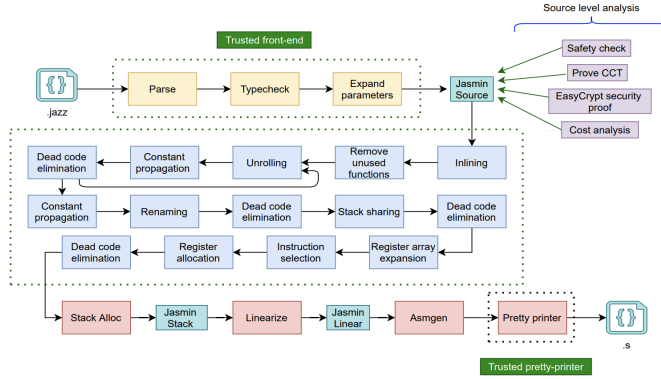 Source level analysis
Trusted front-end
Safety check
Prove CCT
EasyCrypt security
proof
Cost analysis
{ }
.jazz
Parse
Typecheck
Expand
parameters
Jasmin
Source
Dead code
elimination
Constant
propagation
Unrolling
Remove
unused
functions
Inlining
Constant
propagation
Renaming
Dead code
elimination
Stack sharing
Dead code
elimination
Dead code
elimination
Register
allocation
Instruction
selection
Register array
expansion
Stack Alloc
Jasmin
Stack
Linearize
Jasmin
Linear
Asmgen
Pretty printer
{ }
.s
Trusted pretty-printer